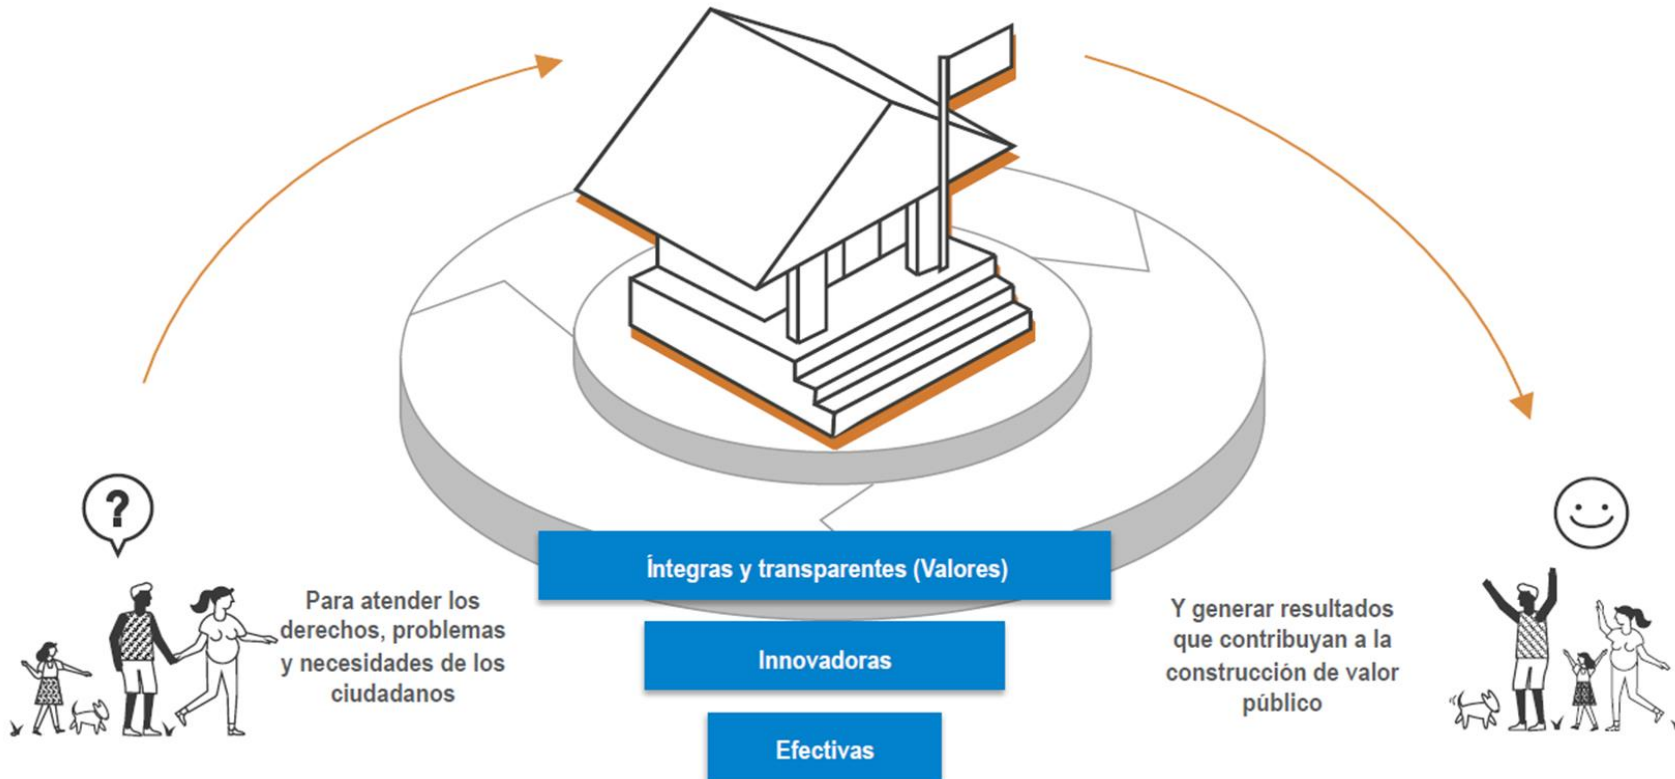 ?
Para atender los
derechos, problemas
y necesidades de los
ciudadanos
Íntegras y transparentes (Valores)
Innovadoras
Efectivas
Y generar resultados
que contribuyan a la
construcción de valor
público